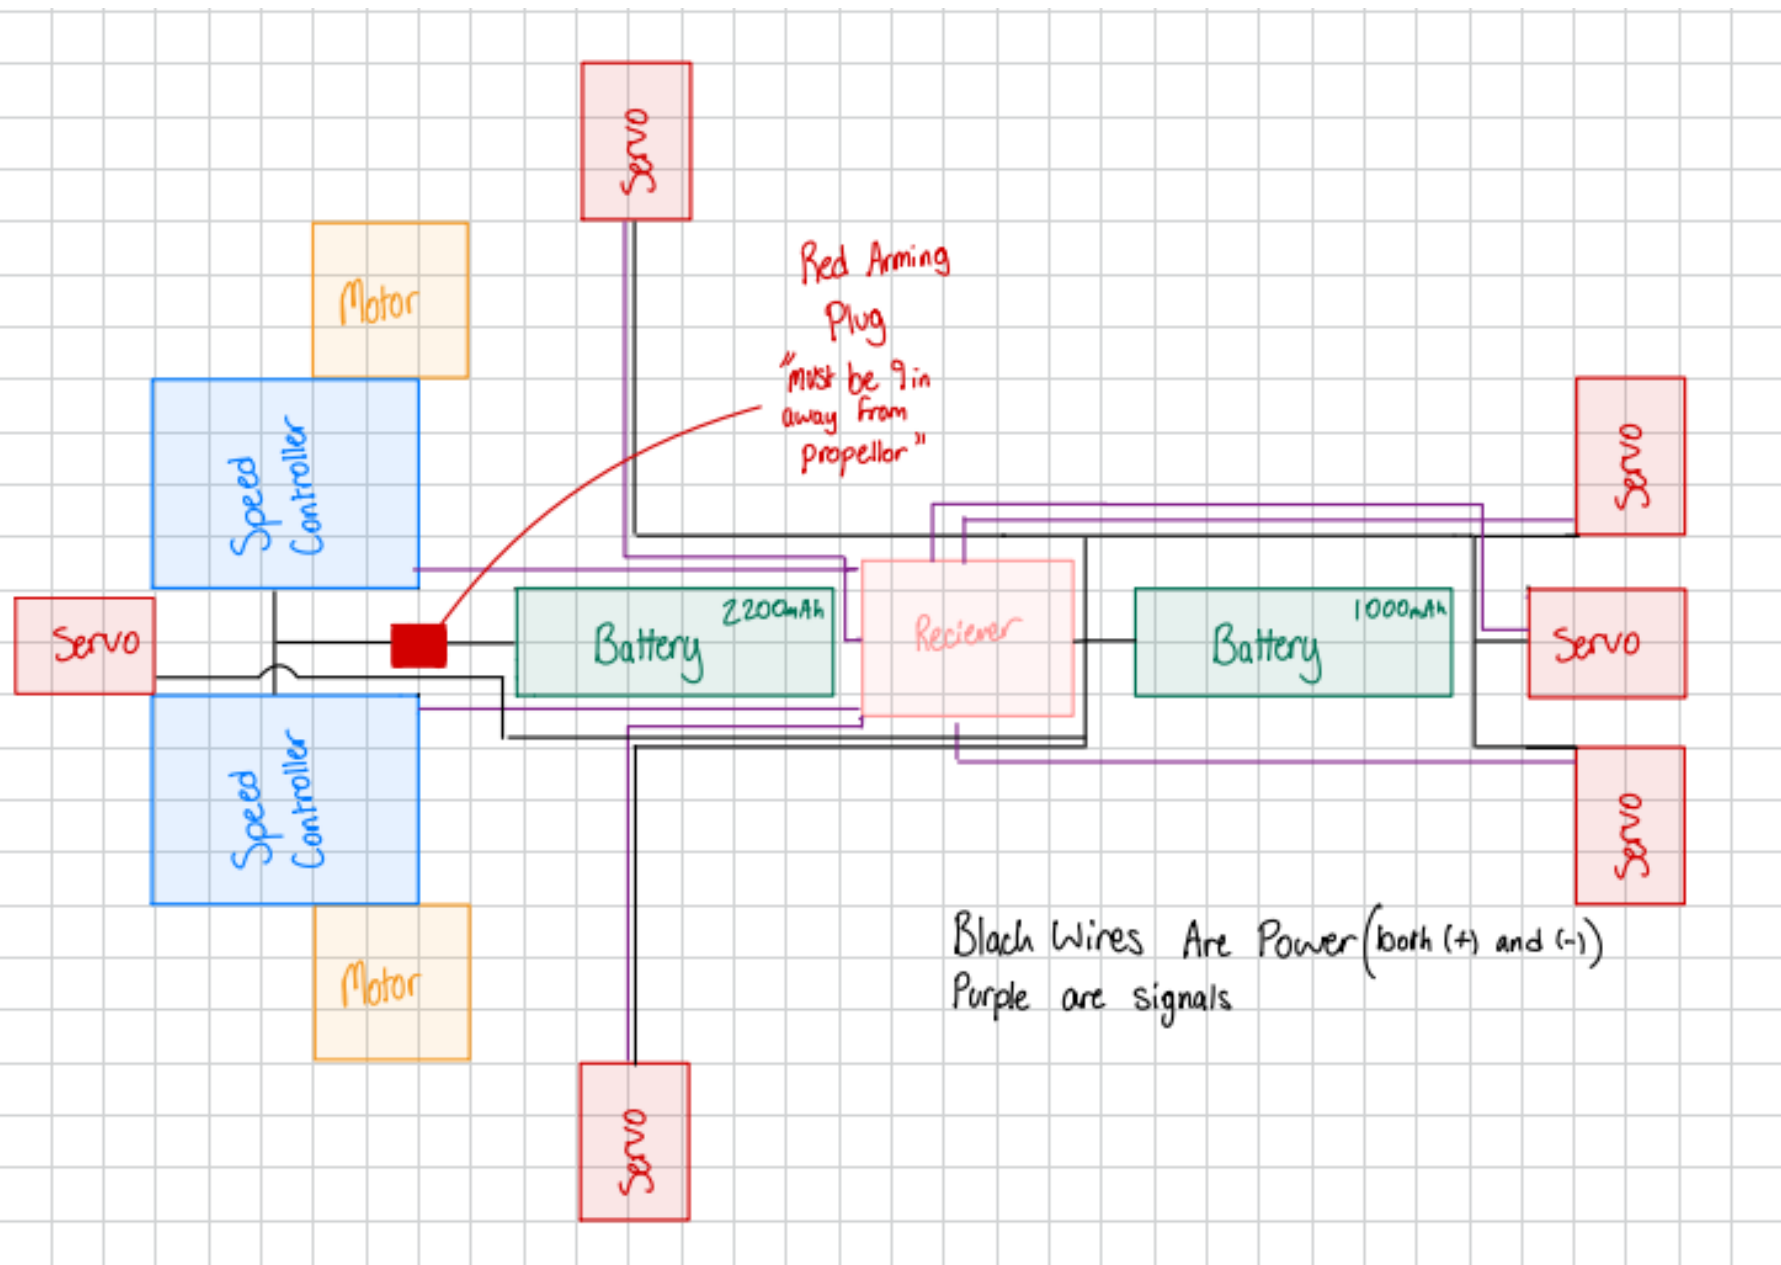 Servo
Motor
Red Arming
Plug
"must be 9in
away from
propellor"
Speed
Controller
Servo
Servo
2200mAh
Battery
Reciever
1000mAh
Battery
Servo
Speed
Controller
Servo
Motor
Black Wires Are Power (both (+) and (-))
Purple are signals
Servo